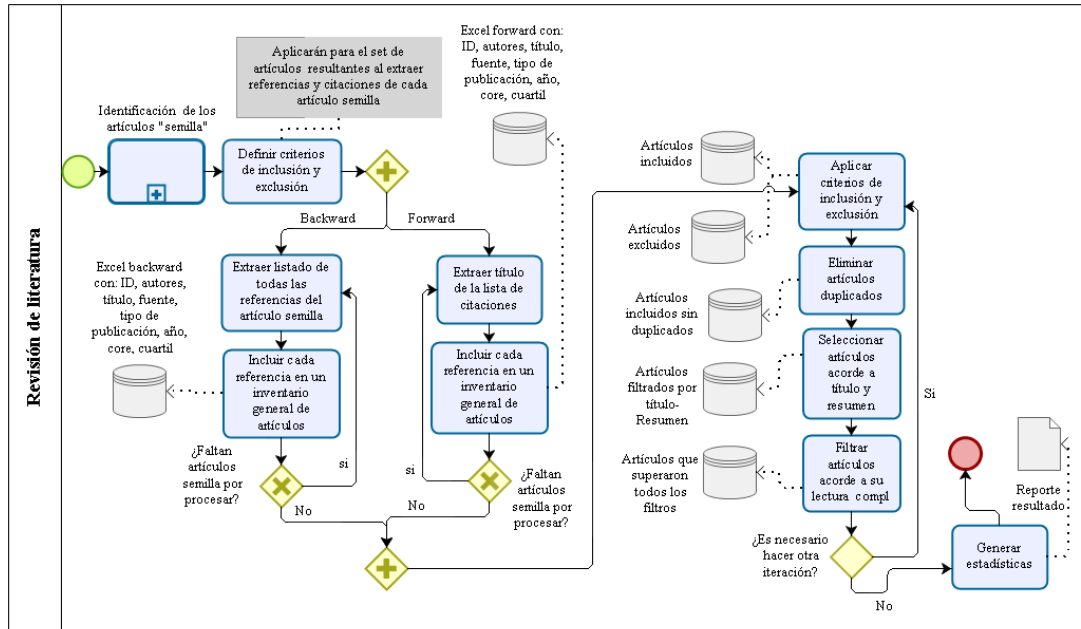 Revisión de literatura
Identificación de los
artículos "semilla"
Aplicarán para el set de
artículos resultantes al extraer
referencias y citaciones de cada
artículo semilla
Definir criterios
de inclusión y
exclusión
Excel forward con:
ID, autores, título,
fuente, tipo de
publicación, año,
core, cuartil
Backward
Forward
Excel backward
con: ID, autores,
título, fuente,
tipo de
publicación, año,
core, cuartil
Extraer listado de
todas las
referencias del
artículo semilla
Extraer título
de la lista de
citaciones
Incluir cada
referencia en un
inventario
general de
artículos
Incluir cada
referencia en un
inventario
general de
artículos
¿Faltan
artículos
semilla por
procesar?
si
No
si
No
¿Faltan
artículos
semilla por
procesar?
Artículos
incluidos
Artículos
excluidos
Aplicar
criterios de
inclusión y
exclusión
Eliminar
artículos
duplicados
Artículos
incluidos sin
duplicados
Seleccionar
artículos
acorde a
título y
resumen
Artículos
filtrados por
título-
Resumen
Filtrar
artículos
acorde a su
lectura compl
Artículos que
superaron
todos los
filtros
¿Es necesario
hacer otra
iteración?
Si
No
Generar
estadísticas
Reporte
resultado